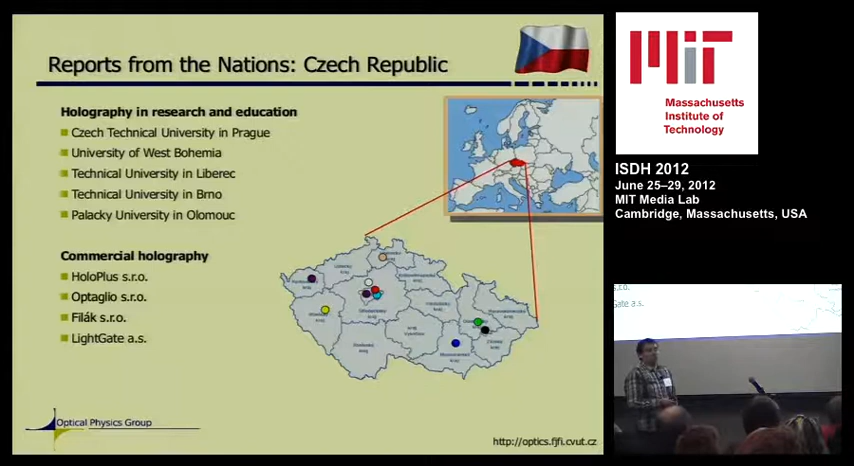 Reports from the Nations: Czech Republic
Holography in research and education
Czech Technical University in Prague
University of West Bohemia
Technical University in Liberec
Technical University in Brno
Palacky University in Olomouc
Commercial holography
HoloPlus s.r.o.
Optaglio s.r.o.
Filák s.r.o.
LightGate a.s.
Optical Physics Group
http://optics.fjfi.cvut.cz
MIT
Massachusetts
Institute of
Technology
ISDH 2012
June 25–29, 2012
MIT Media Lab
Cambridge, Massachusetts, USA
Gate a.s.